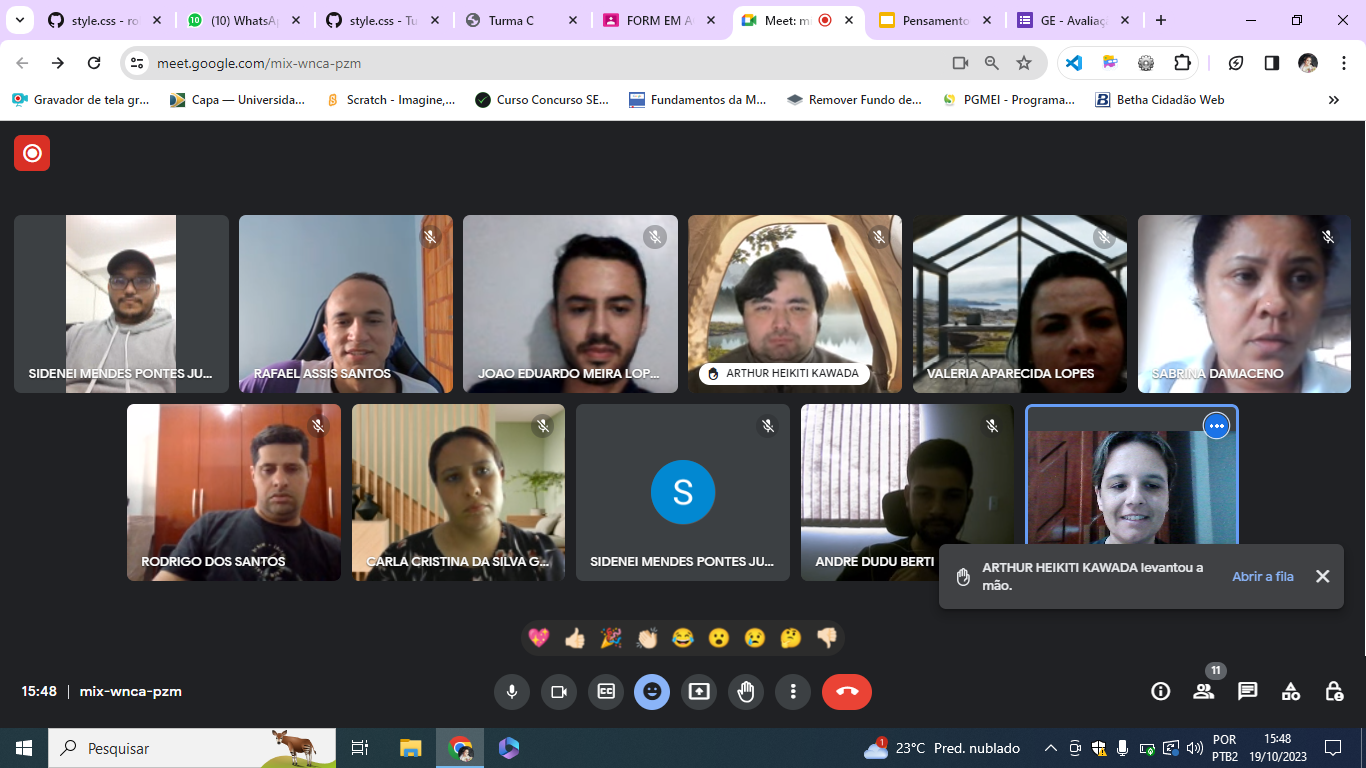 style.css - ro
(10) WhatsA
style.css - Tu
Turma C
FORM EM A
Meet: mi
Pensamento
GE - Avaliaç
meet.google.com/mix-wnca-pzm
Gravador de tela gr...
Capa — Universida...
Scratch - Imagine,...
Curso Concurso SE...
Fundamentos da M...
Remover Fundo de...
PGMEI - Programa...
Betha Cidadão Web
SIDENEI MENDES PONTES JU...
RAFAEL ASSIS SANTOS
JOAO EDUARDO MEIRA LOP...
ARTHUR HEIKITI KAWADA
VALERIA APARECIDA LOPES
SABRINA DAMACENO
RODRIGO DOS SANTOS
CARLA CRISTINA DA SILVA G...
S
SIDENEI MENDES PONTES JU...
ANDRE DUDU BERTI
ARTHUR HEIKITI KAWADA levantou a
mão.
Abrir a fila
15:48 | mix-wnca-pzm
11
Pesquisar
1
23°C Pred. nublado
POR
PTB2
15:48
19/10/2023